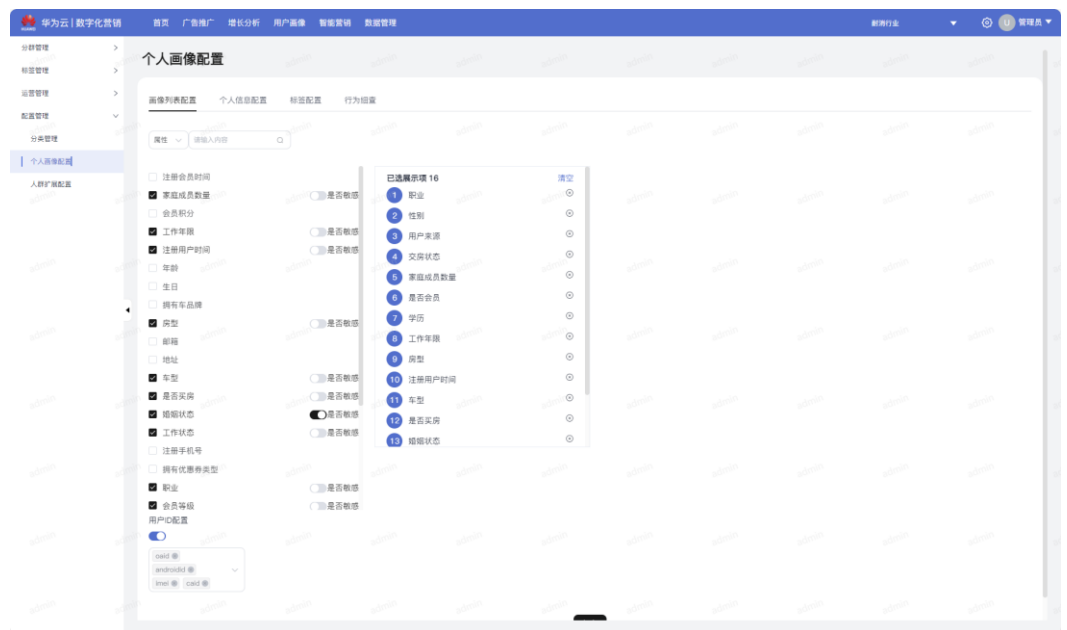 华为云 | 数字化营销 首页 广告推广 增长分析 用户画像 智能营销 数据管理 耐消行业 U 管理员
分群管理
标签管理
运营管理
配置管理
分类管理
个人画像配置
人群扩展配置
个人画像配置
画像列表配置 个人信息配置 标签配置 行为组窗
属性 请输入内容
注册会员时间
家庭成员数量 是否敏感
会员积分
工作年限 是否敏感
注册用户时间 是否敏感
年龄
生日
拥有车品牌
房型 是否敏感
邮箱
地址
车型 是否敏感
是否买房 是否敏感
婚姻状态 是否敏感
工作状态 是否敏感
注册手机号
拥有优惠券类型
职业 是否敏感
会员等级 是否敏感
用户ID配置
oaid
androidid
imei caid
已选展示项 16 清空
1 职业
2 性别
3 用户来源
4 交房状态
5 家庭成员数量
6 是否会员
7 学历
8 工作年限
9 房型
10 注册用户时间
11 车型
12 是否买房
13 婚姻状态
admin